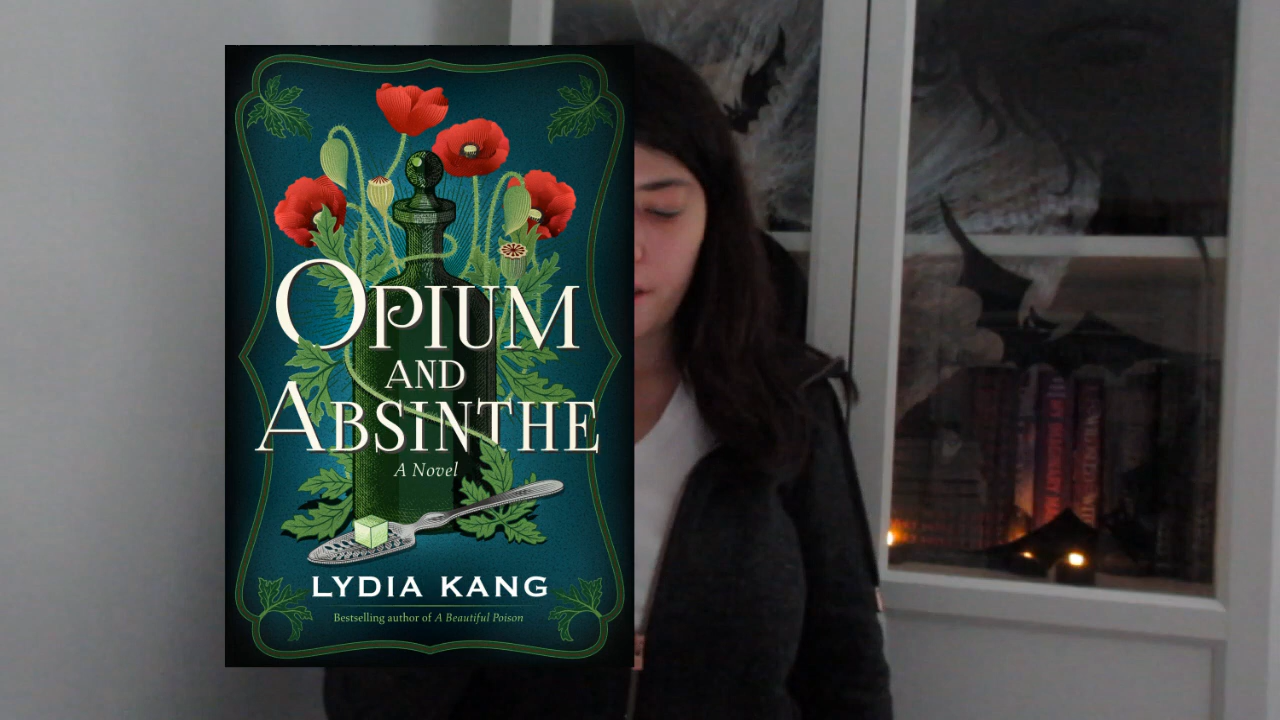 OPIUM
AND
ABSINTHE
A Novel
LYDIA KANG
Bestselling author of A Beautiful Poison